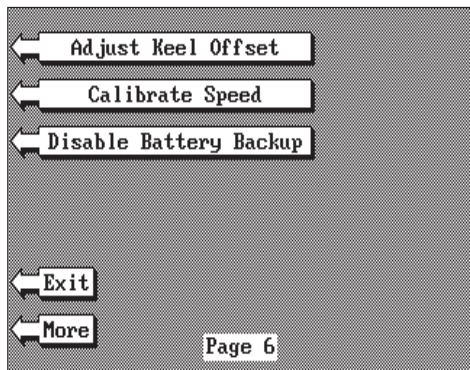 Adjust Keel Offset
Calibrate Speed
Disable Battery Backup
Exit
More
Page 6